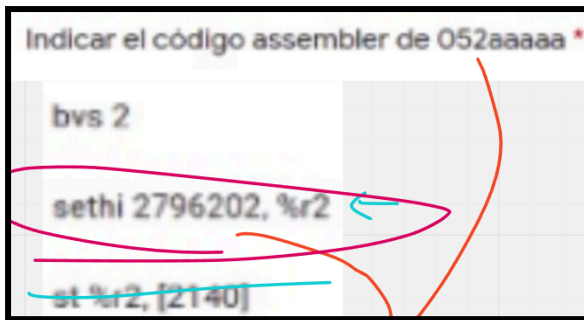 Indicar el código assembler de 052aaaaa *
bvs 2
sethi 2796202, %r2
st %r2, [2140]